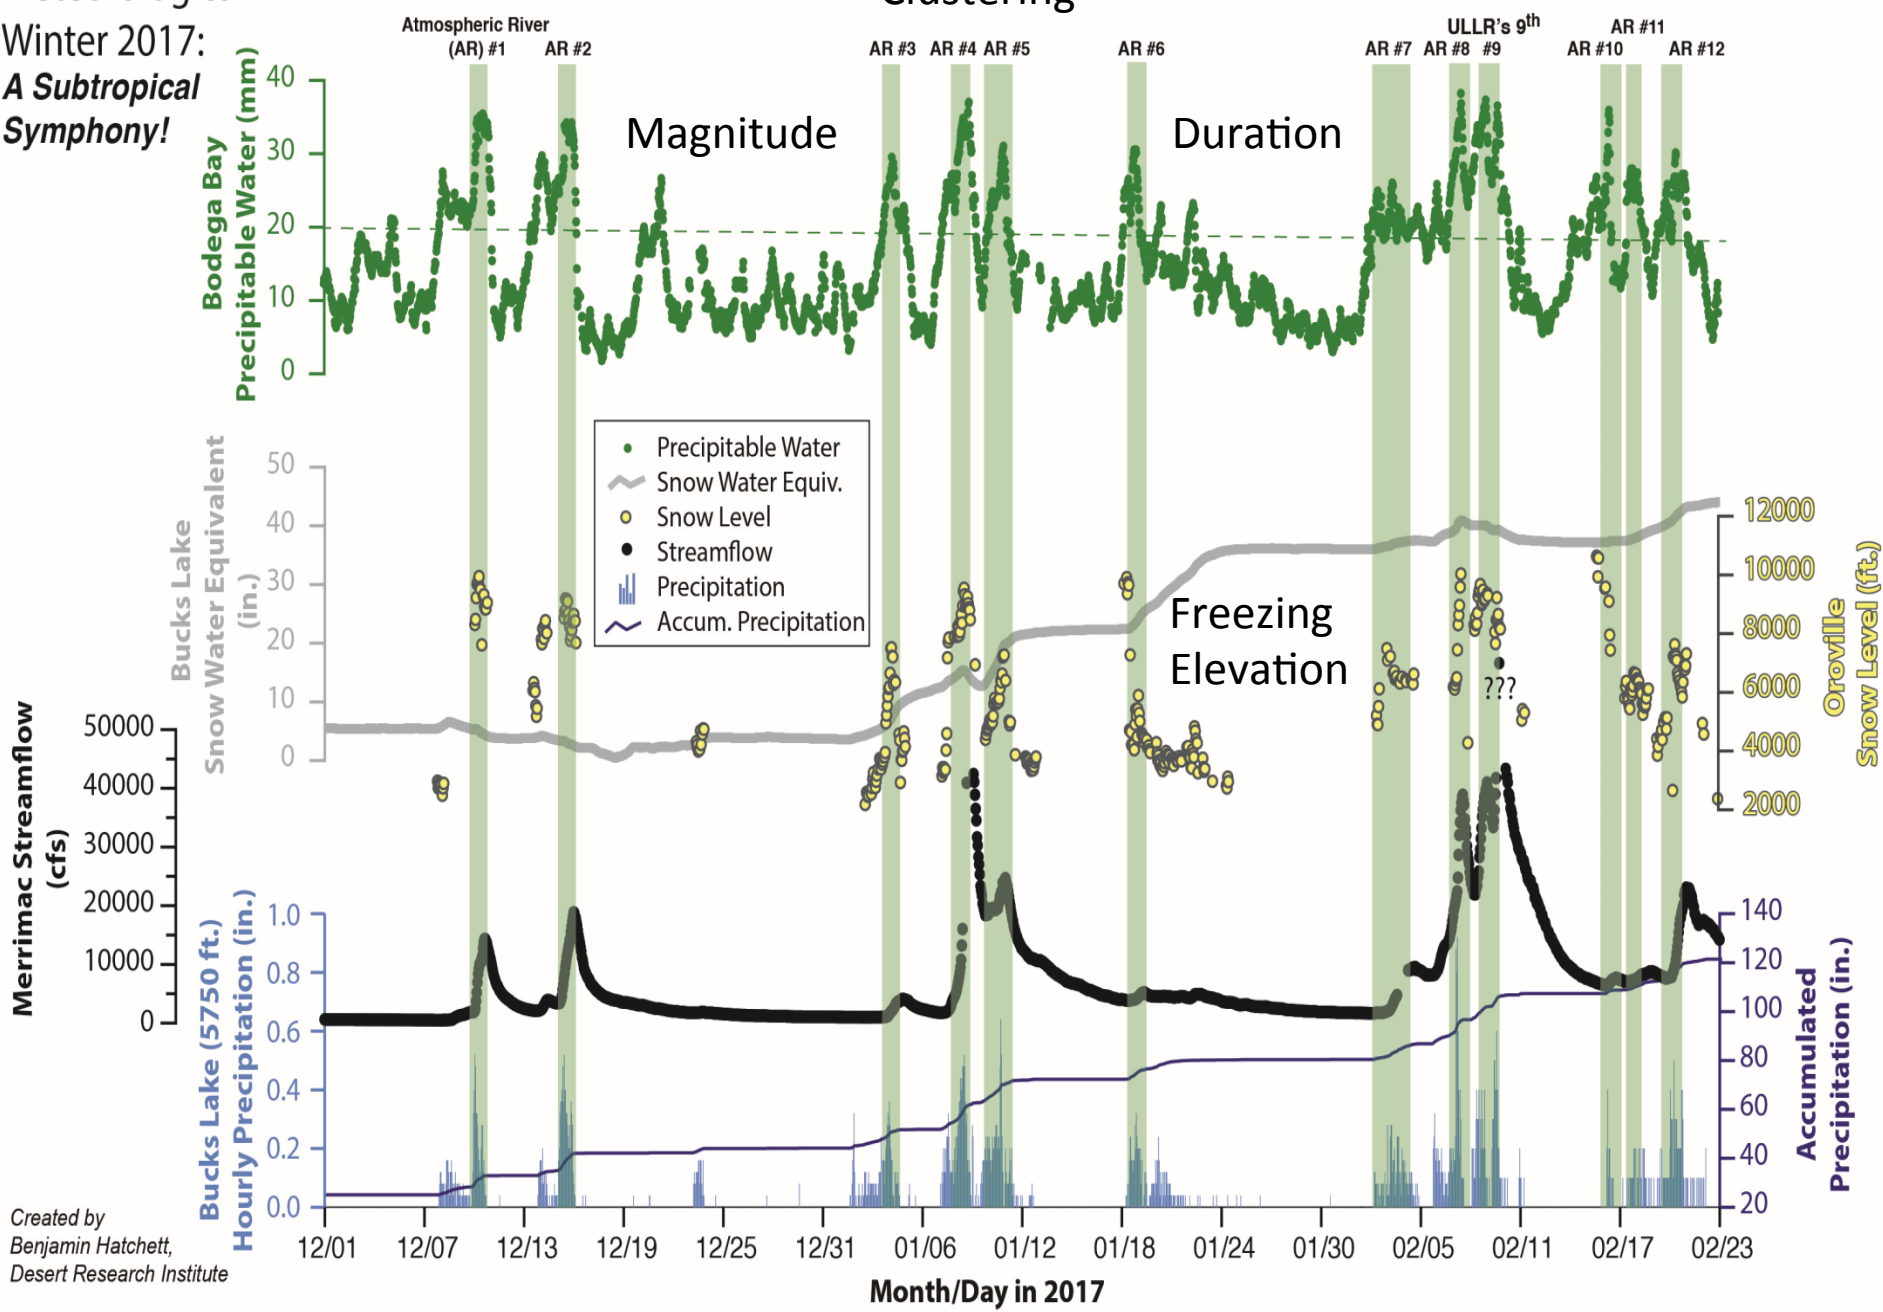 Clustering
Winter 2017:
A Subtropical
Symphony!
Atmospheric River
(AR) #1
AR #2
AR #3
AR #4
AR #5
AR #6
AR #7
AR #8
ULLR's 9th
#9
AR #10
AR #11
AR #12
Bodega Bay
Precipitable Water (mm)
40
30
20
10
0
Magnitude
Duration
Precipitable Water
Snow Water Equiv.
Snow Level
Streamflow
Precipitation
Accum. Precipitation
Bucks Lake
Snow Water Equivalent
(in.)
50
40
30
20
10
0
Freezing
Elevation
???
Oroville
Snow Level (ft.)
12000
10000
8000
6000
4000
2000
Merrimac Streamflow
(cfs)
50000
40000
30000
20000
10000
0
Bucks Lake (5750 ft.)
Hourly Precipitation (in.)
1.0
0.8
0.6
0.4
0.2
0.0
Accumulated
Precipitation (in.)
140
120
100
80
60
40
20
12/01
12/07
12/13
12/19
12/25
12/31
01/06
01/12
01/18
01/24
01/30
02/05
02/11
02/17
02/23
Month/Day in 2017
Created by
Benjamin Hatchett,
Desert Research Institute